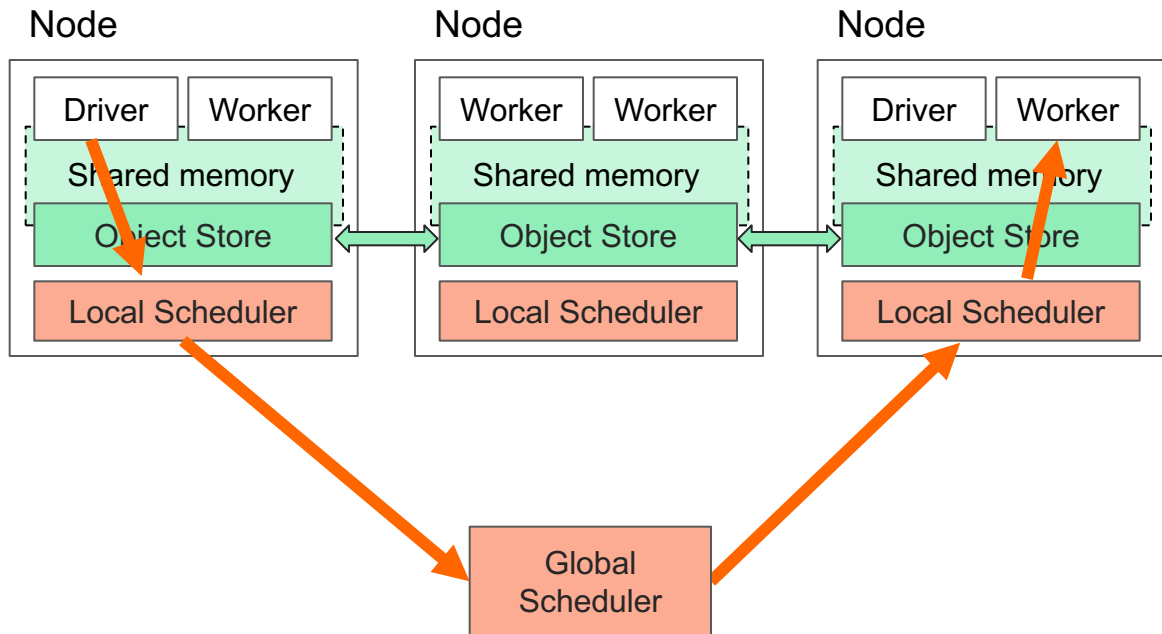 Node
Node
Node
Driver
Worker
Worker
Worker
Driver
Worker
Shared memory
Shared memory
Shared memory
Object Store
Object Store
Object Store
Local Scheduler
Local Scheduler
Local Scheduler
Global
Scheduler